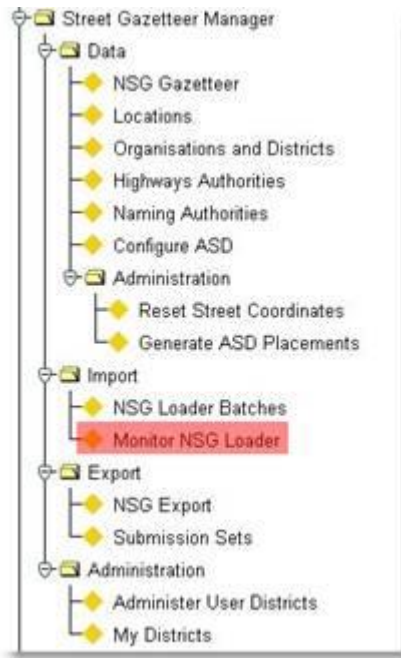 Street Gazetteer Manager
Data
NSG Gazetteer
Locations
Organisations and Districts
Highways Authorities
Naming Authorities
Configure ASD
Administration
Reset Street Coordinates
Generate ASD Placements
Import
NSG Loader Batches
Monitor NSG Loader
Export
NSG Export
Submission Sets
Administration
Administer User Districts
My Districts